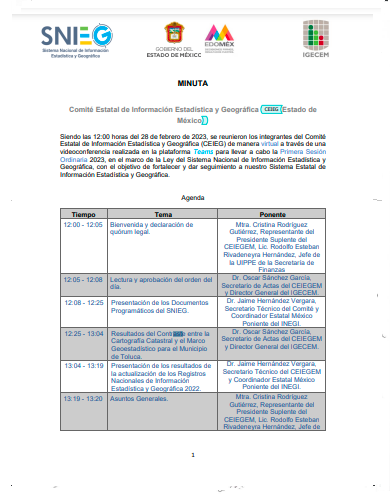 SNIEG
Sistema Nacional de Información
Estadística y Geográfica
GOBIERNO DEL
ESTADO DE MÉXICO
EDOMÉX
IGECEM
MINUTA
Comité Estatal de Información Estadística y Geográfica (CEIEG Estado de
México)
Siendo las 12:00 horas del 28 de febrero de 2023, se reunieron los integrantes del Comité
Estatal de Información Estadística y Geográfica (CEIEG) de manera virtual a través de una
videoconferencia realizada en la plataforma Teams para llevar a cabo la Primera Sesión
Ordinaria 2023, en el marco de la Ley del Sistema Nacional de Información Estadística y
Geográfica, con el objetivo de fortalecer y dar seguimiento a nuestro Sistema Estatal de
Información Estadística y Geográfica.
Agenda
Tiempo Tema Ponente
12:00 - 12:05 Bienvenida y declaración de quórum legal. Mtra. Cristina Rodríguez
Gutiérrez, Representante del
Presidente Suplente del
CEIEGEM, Lic. Rodolfo Esteban
Rivadeneyra Hernández, Jefe de
la UIPPE de la Secretaría de
Finanzas
12:05 - 12:08 Lectura y aprobación del orden del día. Dr. Oscar Sánchez García,
Secretario de Actas del CEIEGEM
y Director General del IGECEM.
12:08 - 12:25 Presentación de los Documentos Programáticos del SNIEG. Dr. Jaime Hernández Vergara,
Secretario Técnico del Comité y
Coordinador Estatal México
Poniente del INEGI.
12:25 - 13:04 Resultados del Contraste entre la
Cartografía Catastral y el Marco
Geoestadístico para el Municipio
de Toluca. Dr. Oscar Sánchez García,
Secretario de Actas del CEIEGEM
y Director General del IGECEM.
13:04 - 13:19 Presentación de los resultados de
la actualización de los Registros
Nacionales de Información
Estadística y Geográfica 2022. Dr. Jaime Hernández Vergara,
Secretario Técnico del CEIEGEM
y Coordinador Estatal México
Poniente del INEGI.
13:19 - 13:20 Asuntos Generales. Mtra. Cristina Rodríguez
Gutiérrez, Representante del
Presidente Suplente del
CEIEGEM, Lic. Rodolfo Esteban
Rivadeneyra Hernández, Jefe de
1